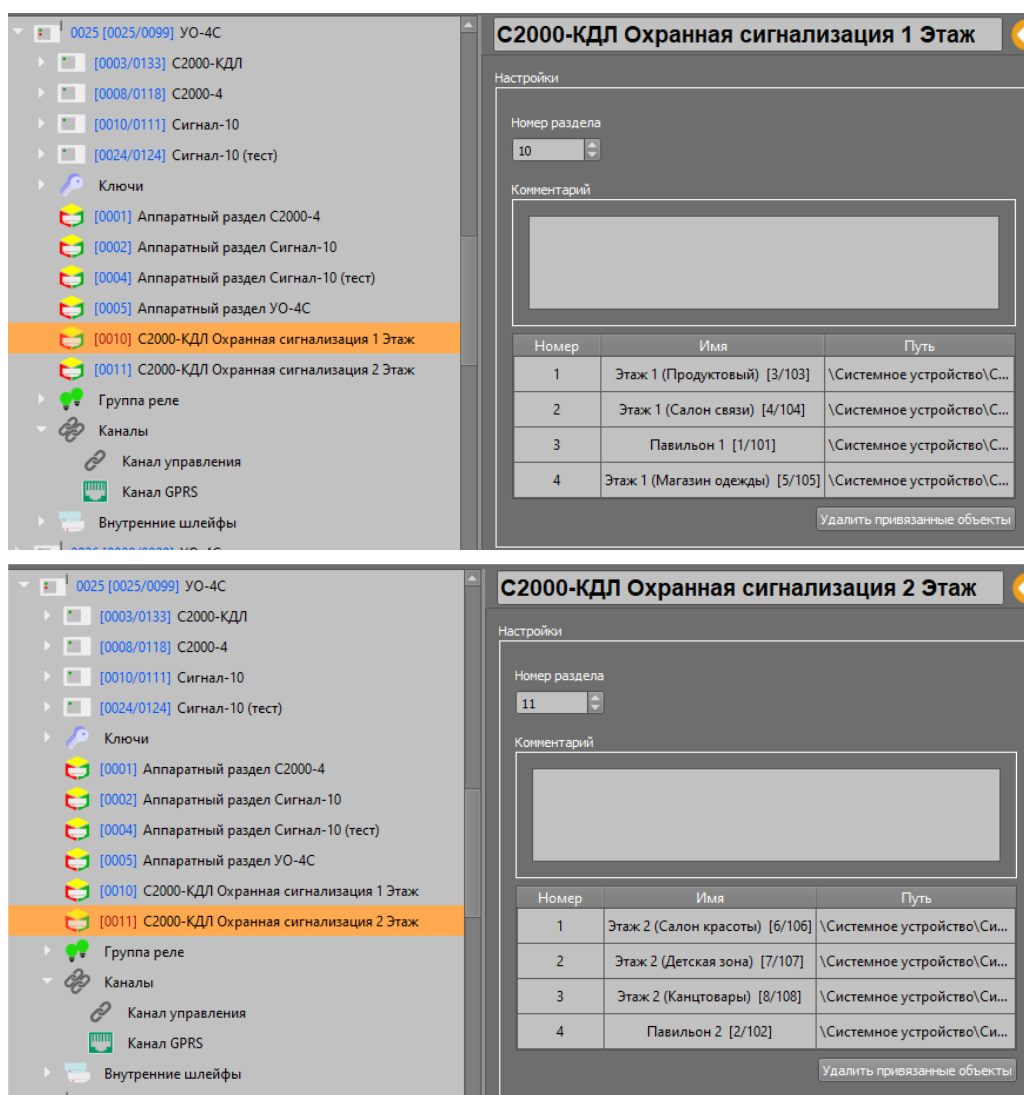 0025 [0025/0099] УО-4С
[0003/0133] С2000-КДЛ
[0008/0118] С2000-4
[0010/0111] Сигнал-10
[0024/0124] Сигнал-10 (тест)
Ключи
[0001] Аппаратный раздел С2000-4
[0002] Аппаратный раздел Сигнал-10
[0004] Аппаратный раздел Сигнал-10 (тест)
[0005] Аппаратный раздел УО-4С
[0010] С2000-КДЛ Охранная сигнализация 1 Этаж
[0011] С2000-КДЛ Охранная сигнализация 2 Этаж
Группа реле
Каналы
Канал управления
Канал GPRS
Внутренние шлейфы
С2000-КДЛ Охранная сигнализация 1 Этаж
Настройки
Номер раздела
10
Комментарий
Номер Имя Путь
1 Этаж 1 (Продуктовый) [3/103] \Системное устройство\С...
2 Этаж 1 (Салон связи) [4/104] \Системное устройство\С...
3 Павильон 1 [1/101] \Системное устройство\С...
4 Этаж 1 (Магазин одежды) [5/105] \Системное устройство\С...
Удалить привязанные объекты
0025 [0025/0099] УО-4С
[0003/0133] С2000-КДЛ
[0008/0118] С2000-4
[0010/0111] Сигнал-10
[0024/0124] Сигнал-10 (тест)
Ключи
[0001] Аппаратный раздел С2000-4
[0002] Аппаратный раздел Сигнал-10
[0004] Аппаратный раздел Сигнал-10 (тест)
[0005] Аппаратный раздел УО-4С
[0010] С2000-КДЛ Охранная сигнализация 1 Этаж
[0011] С2000-КДЛ Охранная сигнализация 2 Этаж
Группа реле
Каналы
Канал управления
Канал GPRS
Внутренние шлейфы
С2000-КДЛ Охранная сигнализация 2 Этаж
Настройки
Номер раздела
11
Комментарий
Номер Имя Путь
1 Этаж 2 (Салон красоты) [6/106] \Системное устройство\Си...
2 Этаж 2 (Детская зона) [7/107] \Системное устройство\Си...
3 Этаж 2 (Канцтовары) [8/108] \Системное устройство\Си...
4 Павильон 2 [2/102] \Системное устройство\Си...
Удалить привязанные объекты